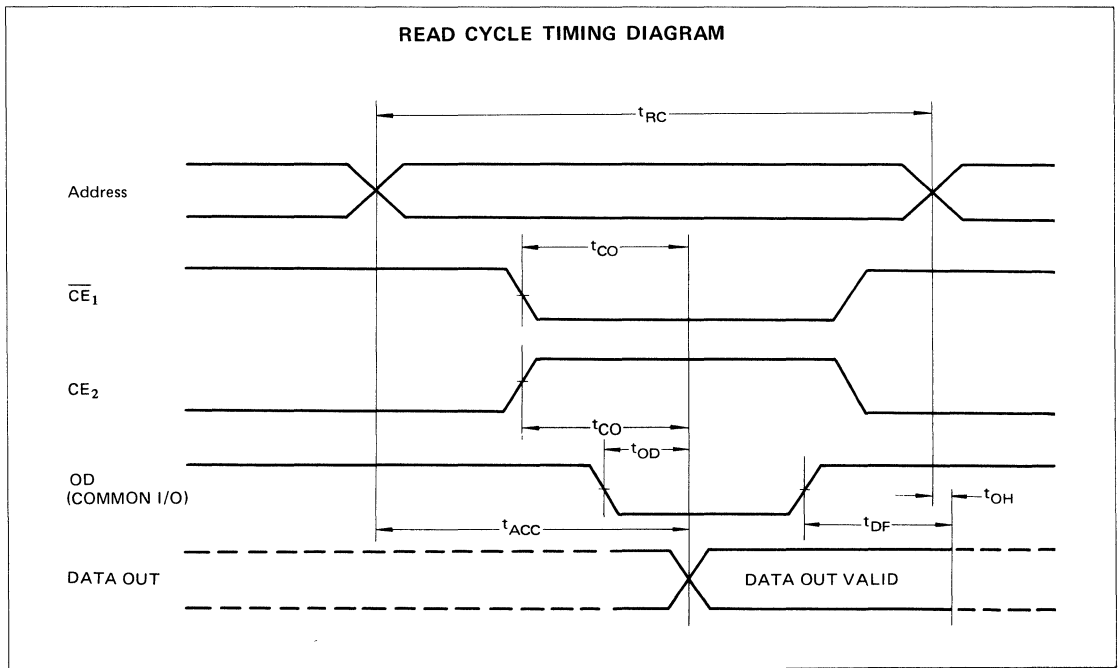 READ CYCLE TIMING DIAGRAM
tRC
Address
tCO
CE1
CE2
tCO
tOD
OD
(COMMON I/O)
tOH
tACC
tDF
DATA OUT
DATA OUT VALID